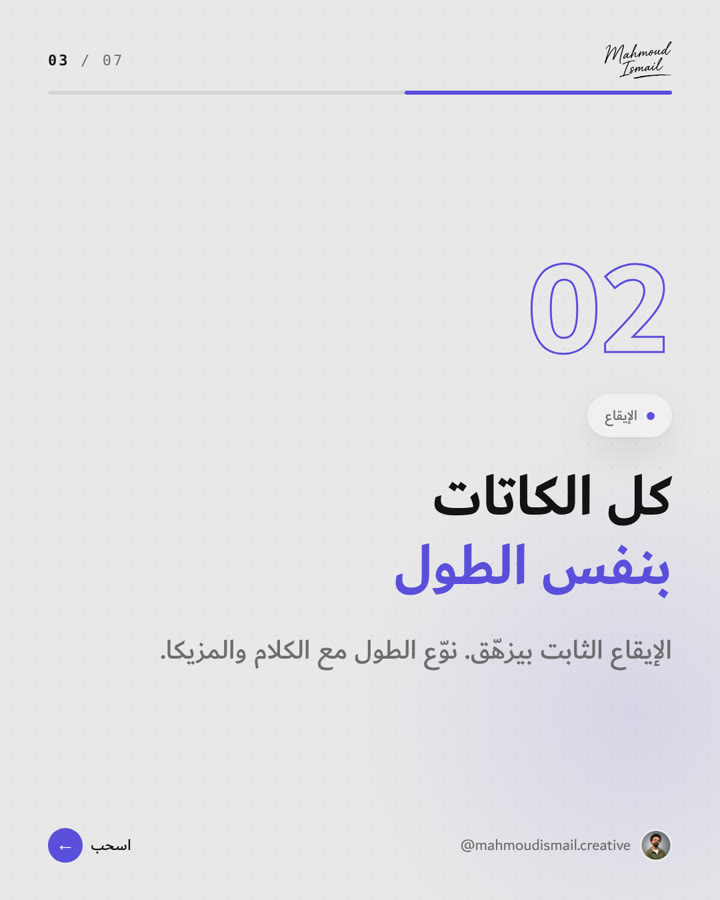 03 / 07
Mahmoud
Ismail
02
الإيقاع
كل الكاتات
بنفس الطول
الإيقاع الثابت بيزهّق. نوّع الطول مع الكلام والمزيكا.
@mahmoudismail.creative
اسحب ←